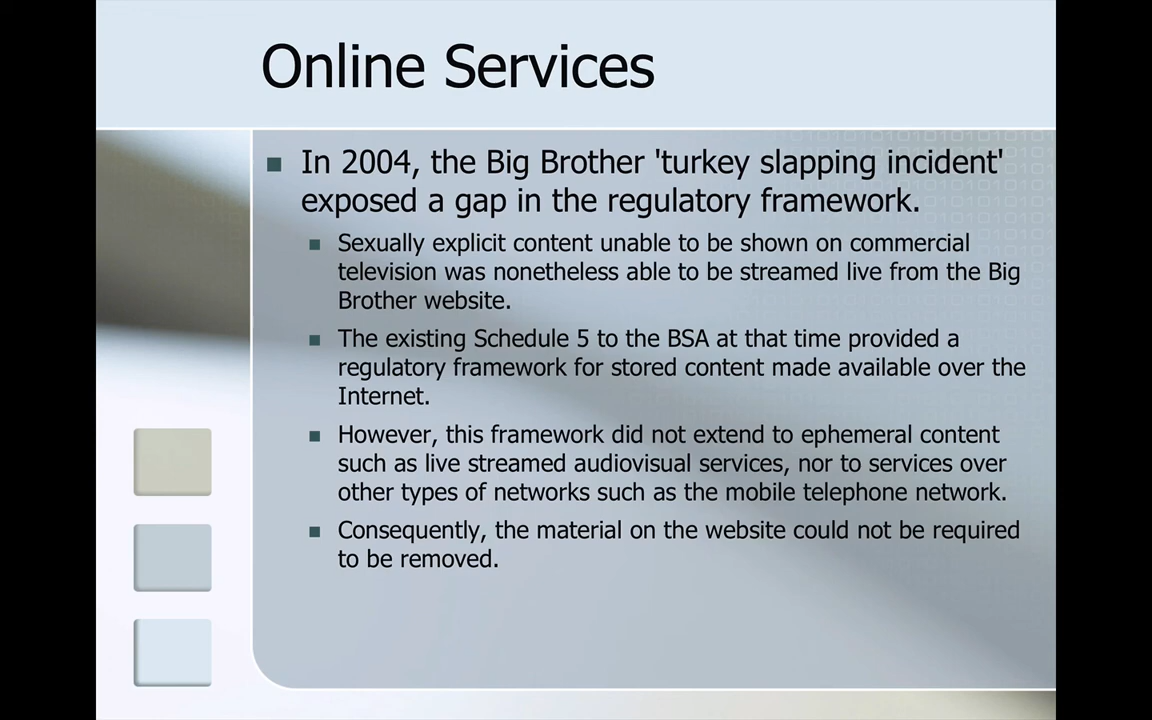 Online Services
In 2004, the Big Brother 'turkey slapping incident'
exposed a gap in the regulatory framework.
Sexually explicit content unable to be shown on commercial
television was nonetheless able to be streamed live from the Big
Brother website.
The existing Schedule 5 to the BSA at that time provided a
regulatory framework for stored content made available over the
Internet.
However, this framework did not extend to ephemeral content
such as live streamed audiovisual services, nor to services over
other types of networks such as the mobile telephone network.
Consequently, the material on the website could not be required
to be removed.